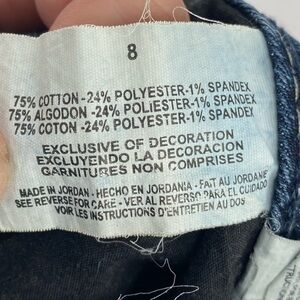 8
75% COTTON -24% POLYESTER-1% SPANDEX
75% ALGODON -24% POLIESTER-1% SPANDEX
75% COTON -24% POLYESTER-1% SPANDEX
EXCLUSIVE OF DECORATION
EXCLUYENDO LA DECORACION
GARNITURES NON COMPRISES
MADE IN JORDAN - HECHO EN JORDANIA - FAIT AU JORDANIE
SEE REVERSE FOR CARE - VER AL REVERSO PARA EL CUIDADO
VOIR LES INSTRUCTIONS D'ENTRETIEN AU DOS